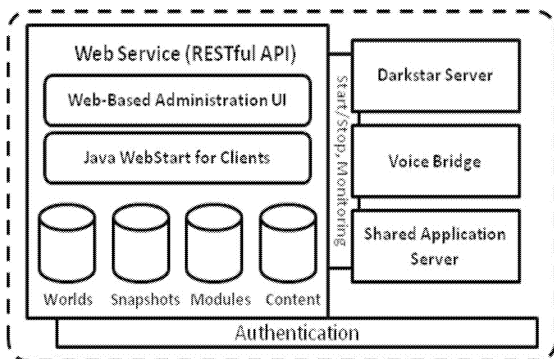 Web Service (RESTful API)
Web-Based Administration UI
Java WebStart for Clients
Worlds Snapshots Modules Content
Start/Stop, Monitoring
Darkstar Server
Voice Bridge
Shared Application
Server
Authentication